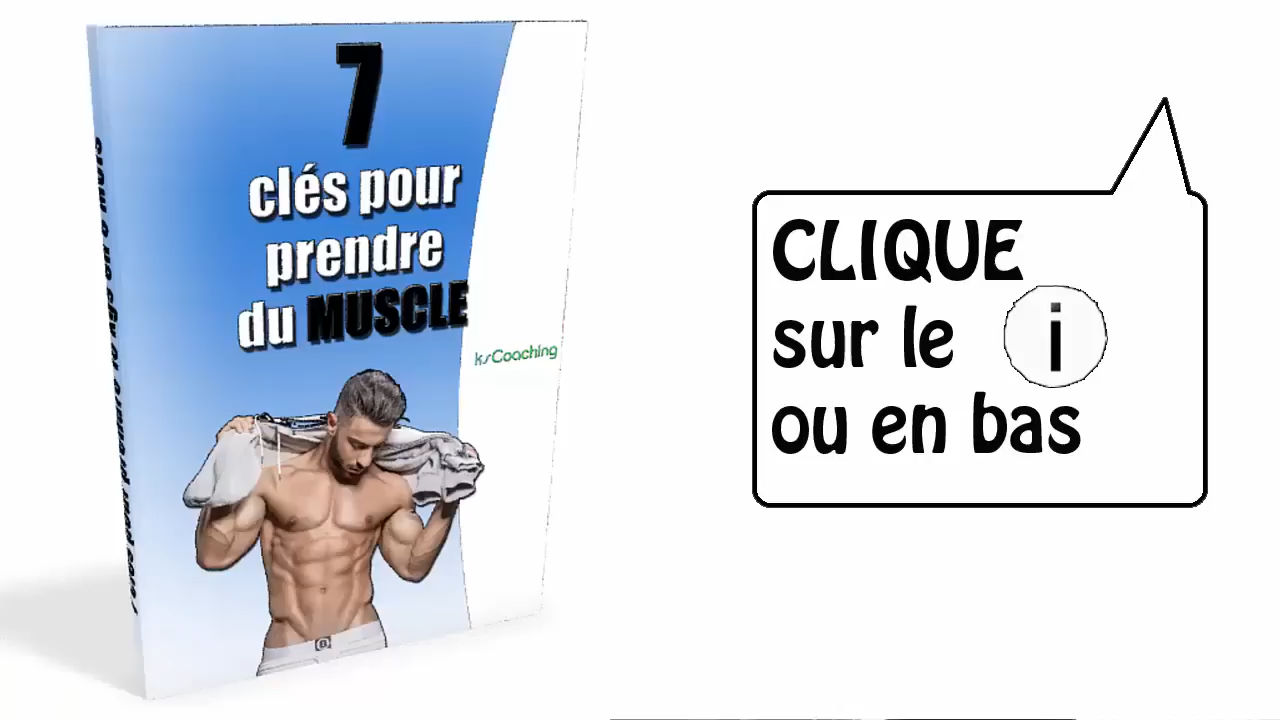 7
clés pour
prendre
du MUSCLE
ksCoaching
CLIQUE
sur le i
ou en bas